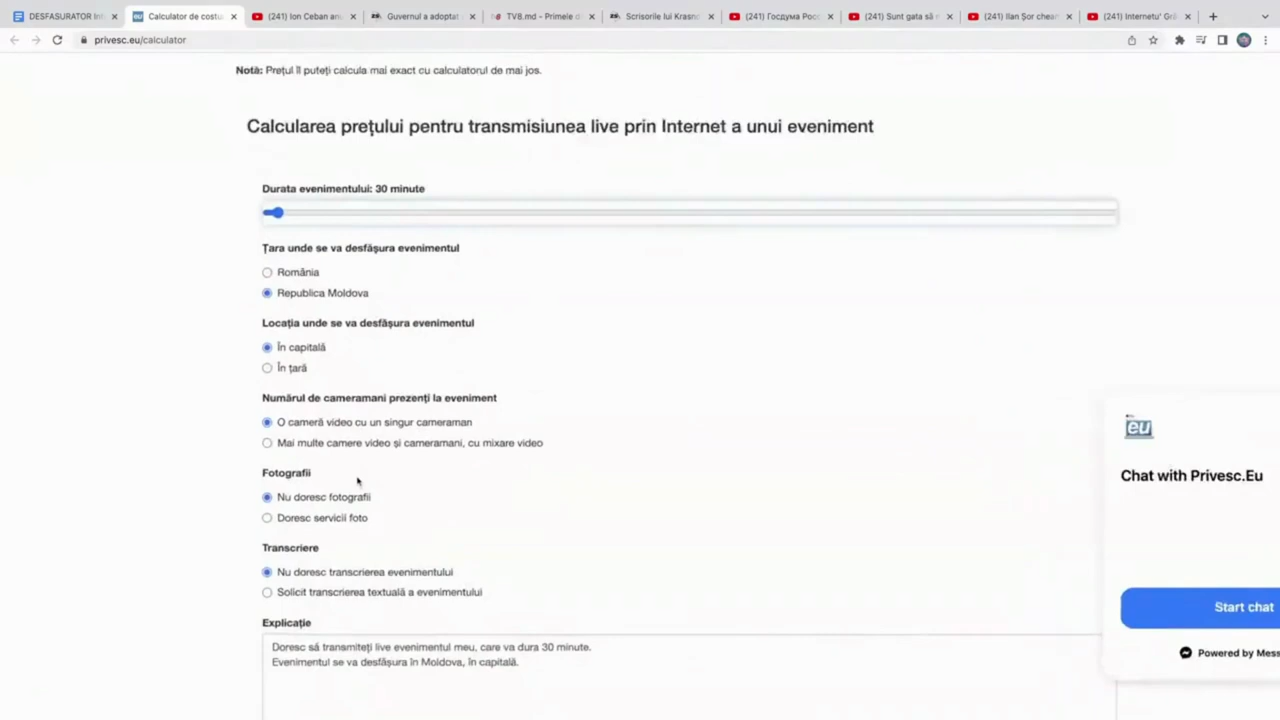 DESFASURATOR Int
Calculator de costu
(241) Ion Ceban anu
Guvernul a adoptat
TV8.md - Primele d
Scrisorile lui Krasno
(241) Госдума Росс
(241) Sunt gata să
(241) Ilan Șor chea
(241) Internetu' Gră
privesc.eu/calculator
Notă: Prețul îl puteți calcula mai exact cu calculatorul de mai jos.
Calcularea prețului pentru transmisiunea live prin Internet a unui eveniment
Durata evenimentului: 30 minute
Țara unde se va desfășura evenimentul
România
Republica Moldova
Locația unde se va desfășura evenimentul
În capitală
În țară
Numărul de cameramani prezenți la eveniment
O cameră video cu un singur cameraman
Mai multe camere video și cameramani, cu mixare video
Fotografii
Nu doresc fotografii
Doresc servicii foto
Transcriere
Nu doresc transcrierea evenimentului
Solicit transcrierea textuală a evenimentului
Explicație
Doresc să transmiteți live evenimentul meu, care va dura 30 minute.
Evenimentul se va desfășura în Moldova, în capitală.
eu
Chat with Privesc.Eu
Start chat
Powered by Mess